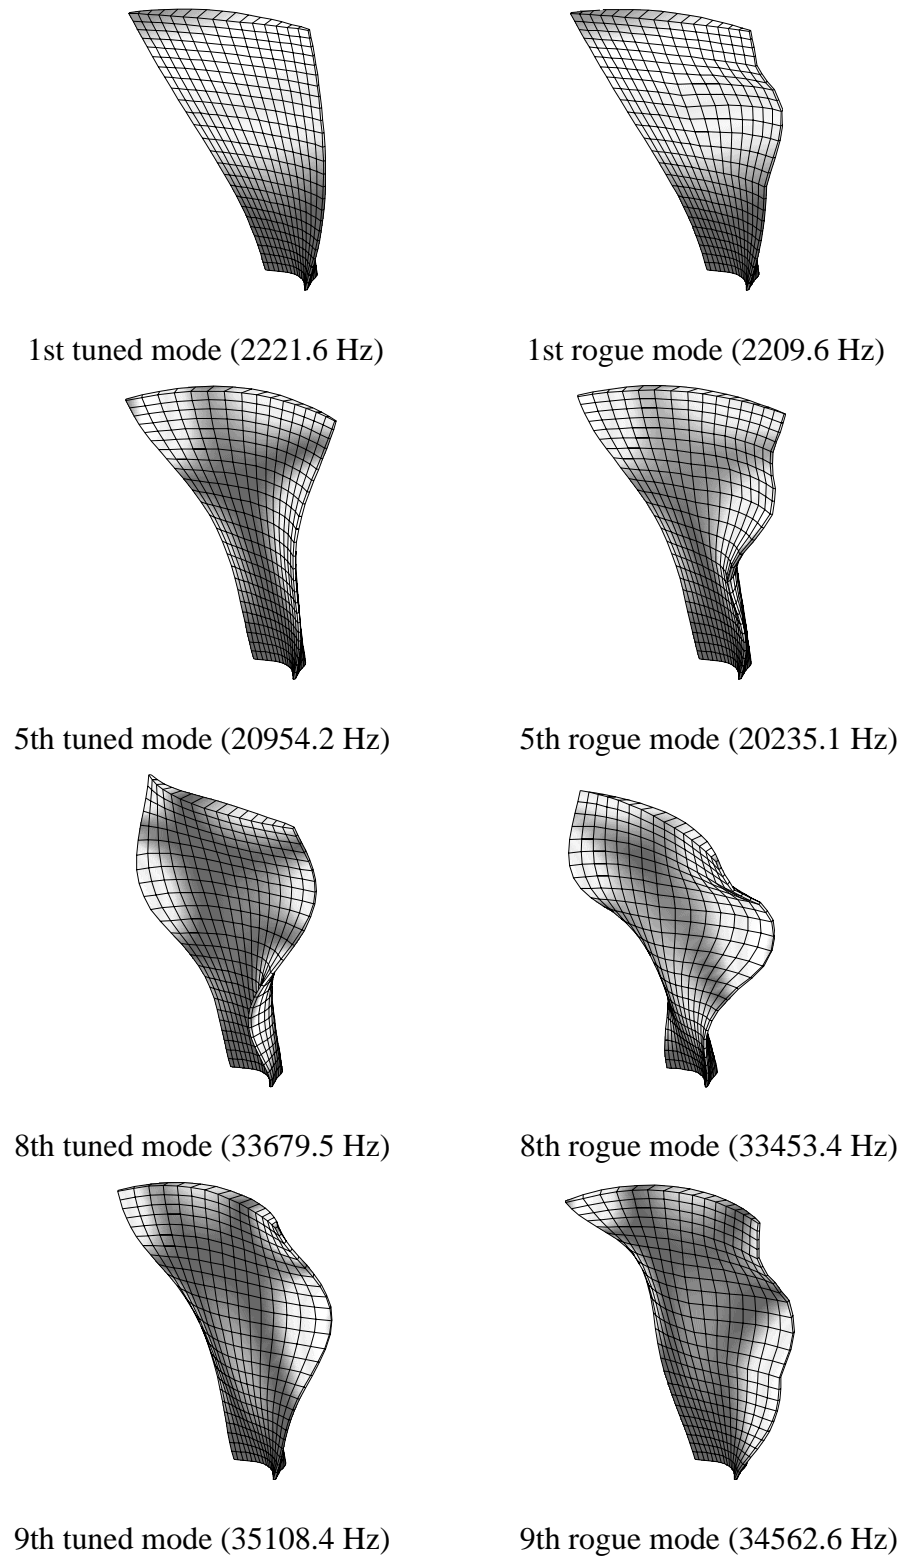 1st tuned mode (2221.6 Hz)
1st rogue mode (2209.6 Hz)
5th tuned mode (20954.2 Hz)
5th rogue mode (20235.1 Hz)
8th tuned mode (33679.5 Hz)
8th rogue mode (33453.4 Hz)
9th tuned mode (35108.4 Hz)
9th rogue mode (34562.6 Hz)